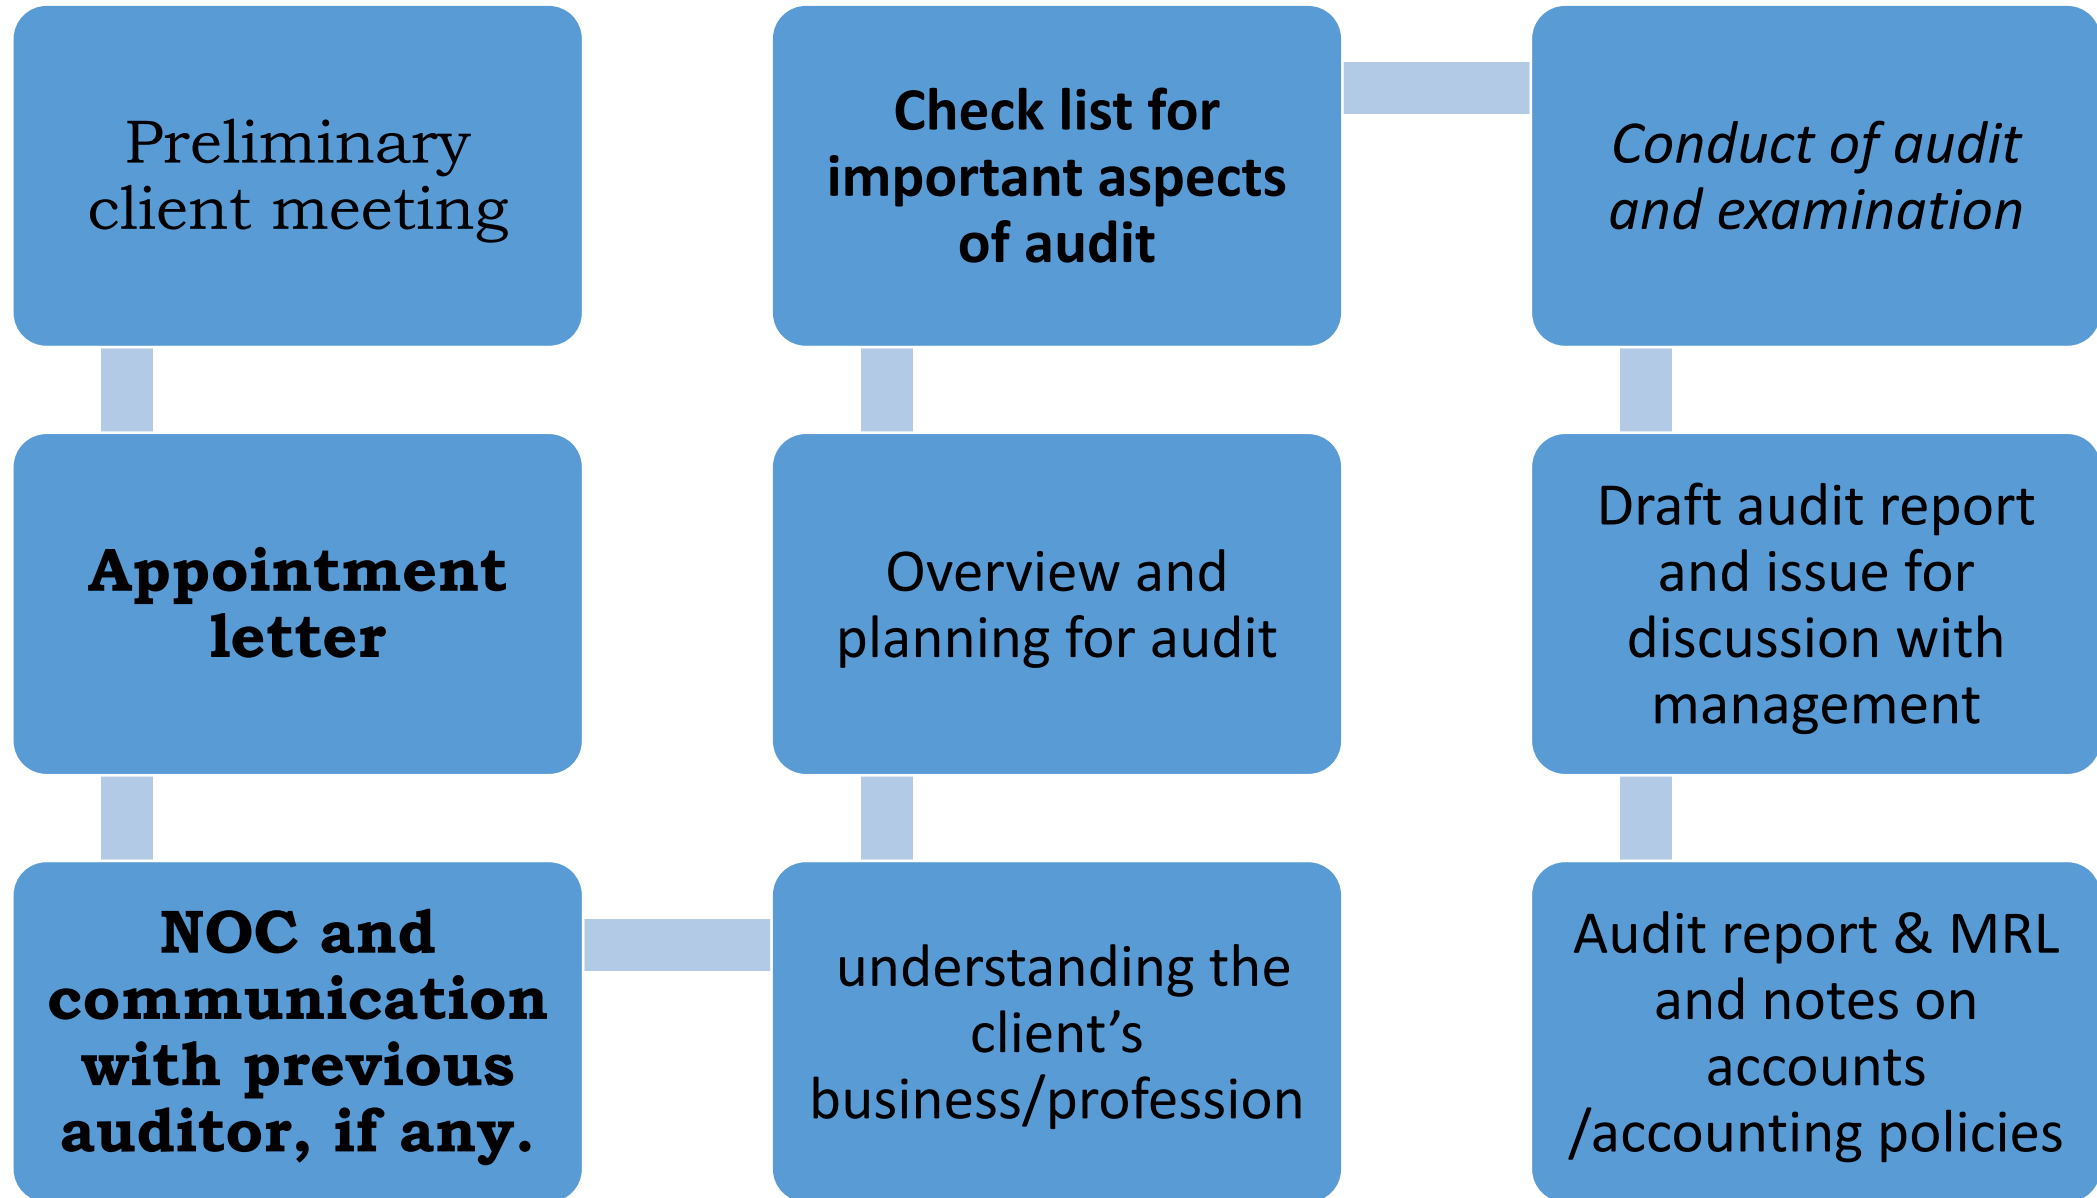 Preliminary
client meeting
Appointment
letter
NOC and
communication
with previous
auditor, if any.
understanding the
client’s
business/profession
Overview and
planning for audit
Check list for
important aspects
of audit
Conduct of audit
and examination
Draft audit report
and issue for
discussion with
management
Audit report & MRL
and notes on
accounts
/accounting policies